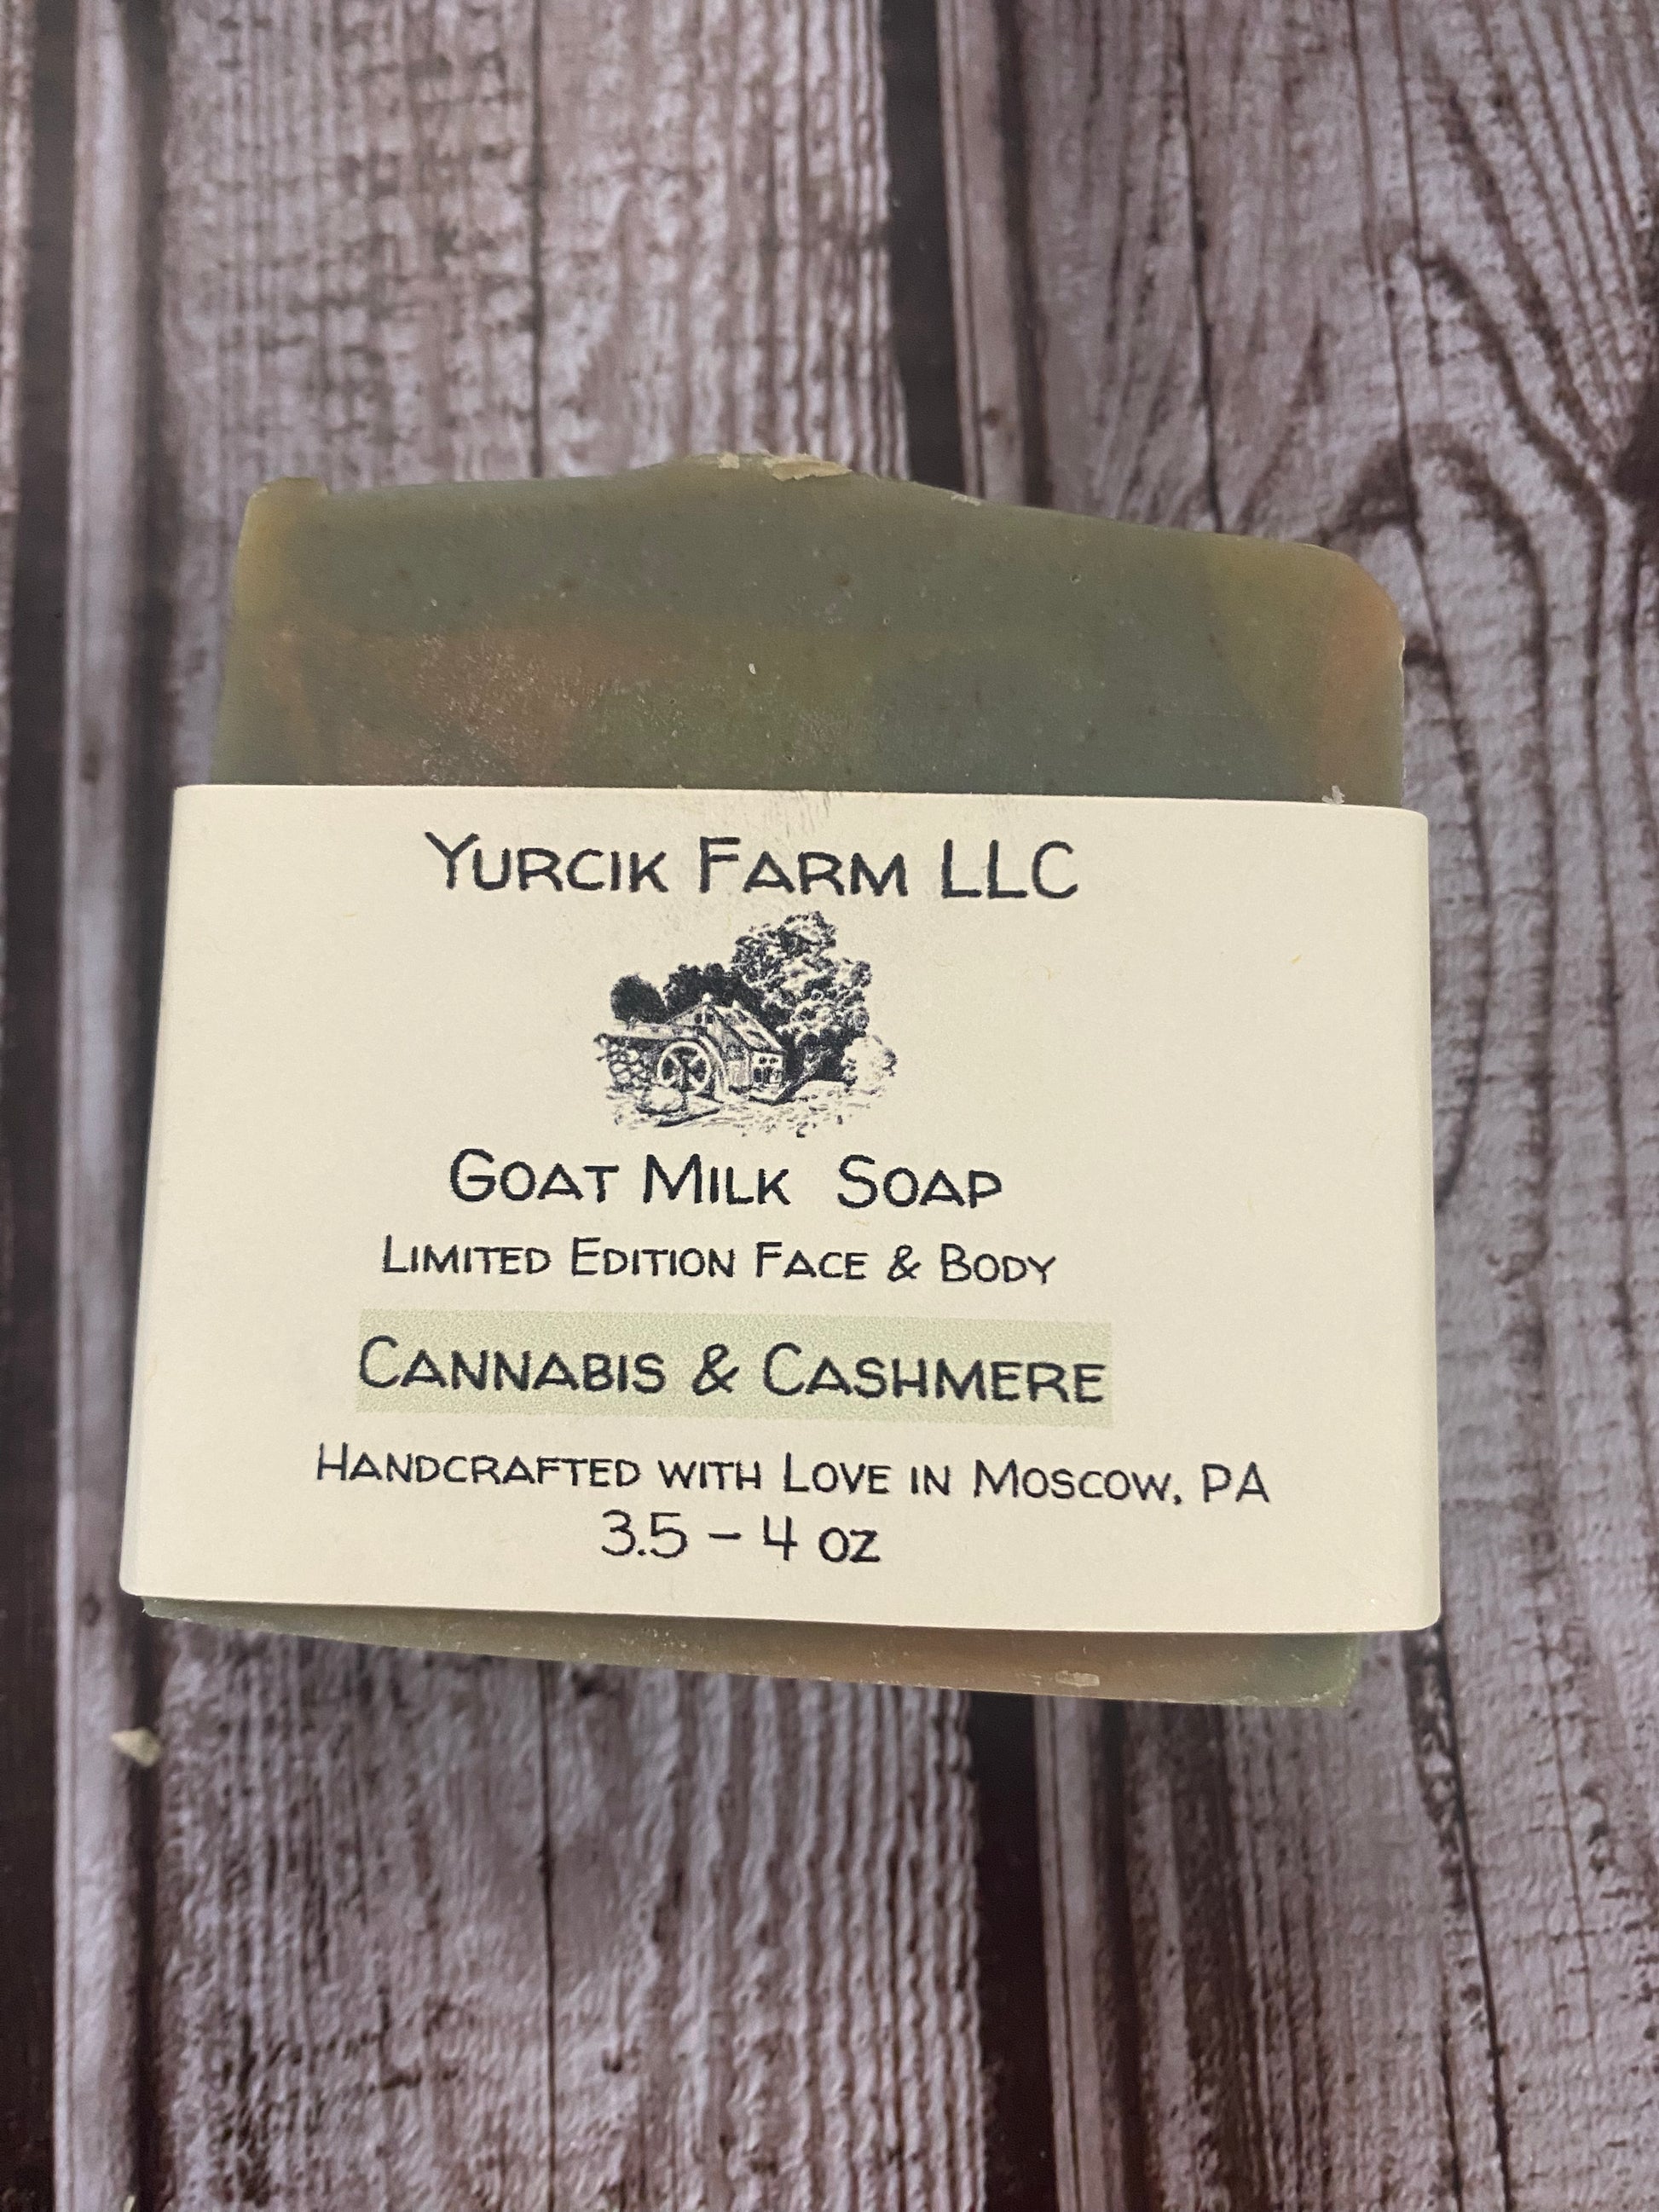 Yurcik Farm LLC
Goat Milk Soap
Limited Edition Face & Body
Cannabis & Cashmere
Handcrafted with Love in Moscow, PA
3.5 – 4 oz